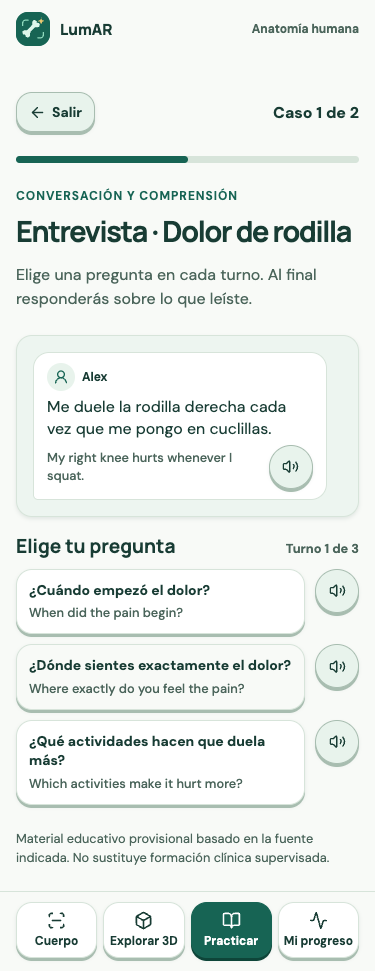 LumAR
Anatomía humana
Salir
Caso 1 de 2
CONVERSACIÓN Y COMPRENSIÓN
Entrevista · Dolor de rodilla
Elige una pregunta en cada turno. Al final
responderás sobre lo que leíste.
Alex
Me duele la rodilla derecha cada
vez que me pongo en cuclillas.
My right knee hurts whenever I
squat.
Elige tu pregunta
Turno 1 de 3
¿Cuándo empezó el dolor?
When did the pain begin?
¿Dónde sientes exactamente el dolor?
Where exactly do you feel the pain?
¿Qué actividades hacen que duela
más?
Which activities make it hurt more?
Material educativo provisional basado en la fuente
indicada. No sustituye formación clínica supervisada.
Cuerpo
Explorar 3D
Practicar
Mi progreso